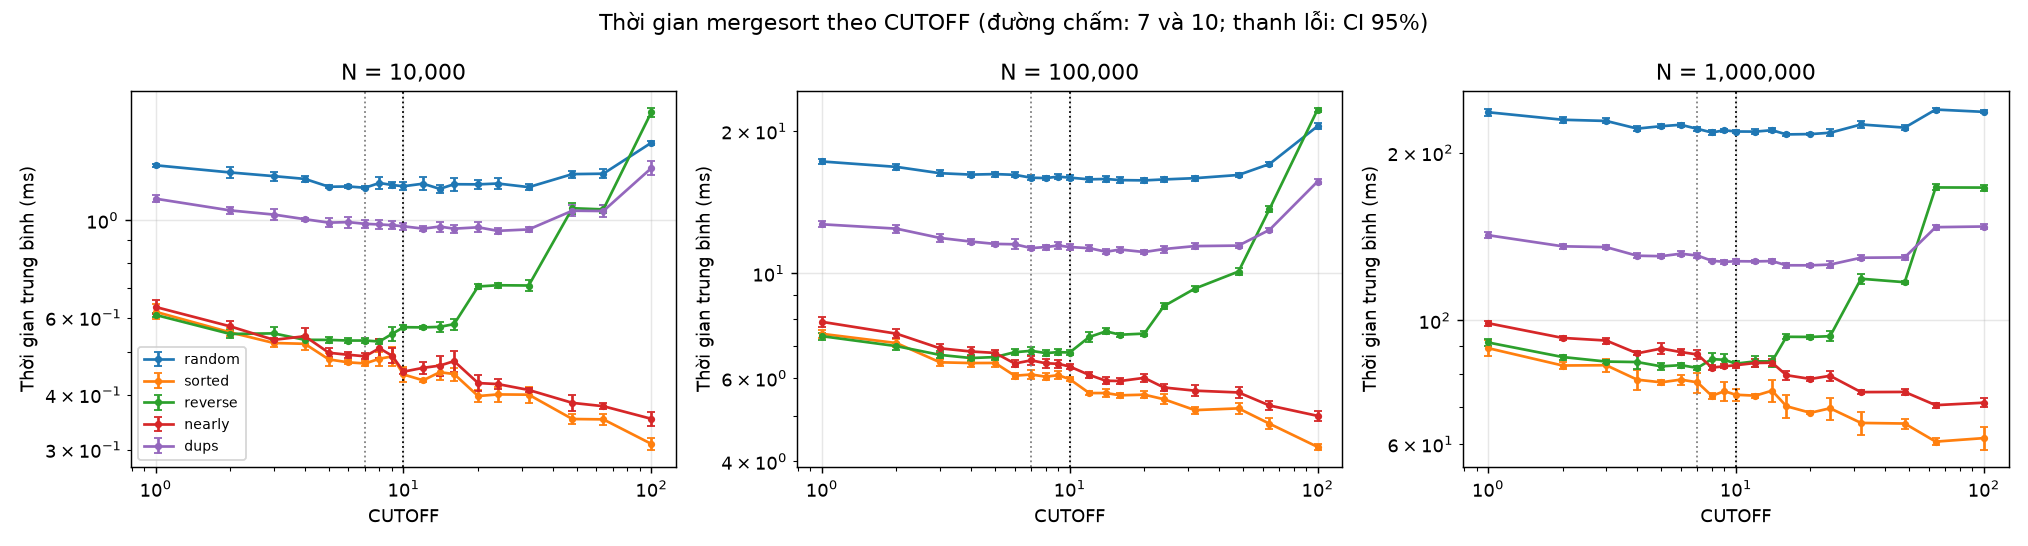 Thời gian mergesort theo CUTOFF (đường chấm: 7 và 10; thanh lỗi: CI 95%)
N = 10,000
Thời gian trung bình (ms)
10⁰
6 × 10⁻¹
4 × 10⁻¹
3 × 10⁻¹
random
sorted
reverse
nearly
dups
10⁰ 10¹ 10²
CUTOFF
N = 100,000
Thời gian trung bình (ms)
2 × 10¹
10¹
6 × 10⁰
4 × 10⁰
10⁰ 10¹ 10²
CUTOFF
N = 1,000,000
Thời gian trung bình (ms)
2 × 10²
10²
6 × 10¹
10⁰ 10¹ 10²
CUTOFF